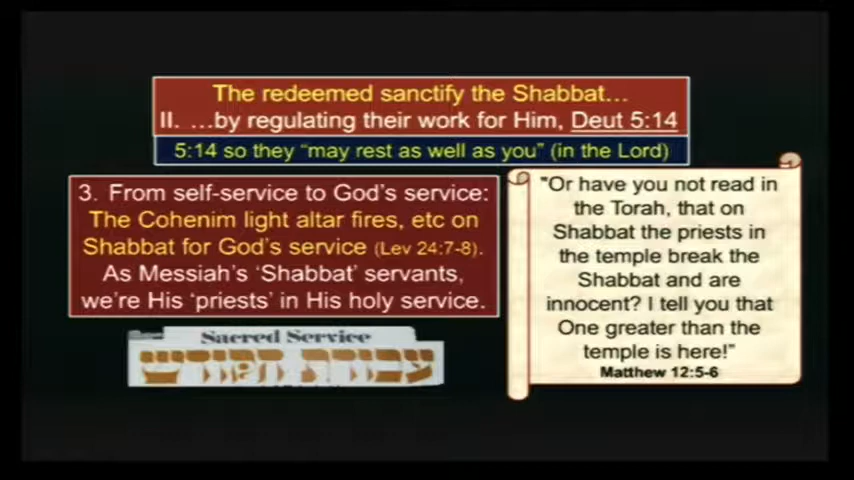 The redeemed sanctify the Shabbat…
II. …by regulating their work for Him, Deut 5:14
5:14 so they “may rest as well as you” (in the Lord)
3. From self-service to God’s service:
The Cohenim light altar fires, etc on
Shabbat for God’s service (Lev 24:7-8).
As Messiah’s ‘Shabbat’ servants,
we’re His ‘priests’ in His holy service.
Sacred Service
עבודת הקודש
"Or have you not read in
the Torah, that on
Shabbat the priests in
the temple break the
Shabbat and are
innocent? I tell you that
One greater than the
temple is here!”
Matthew 12:5-6